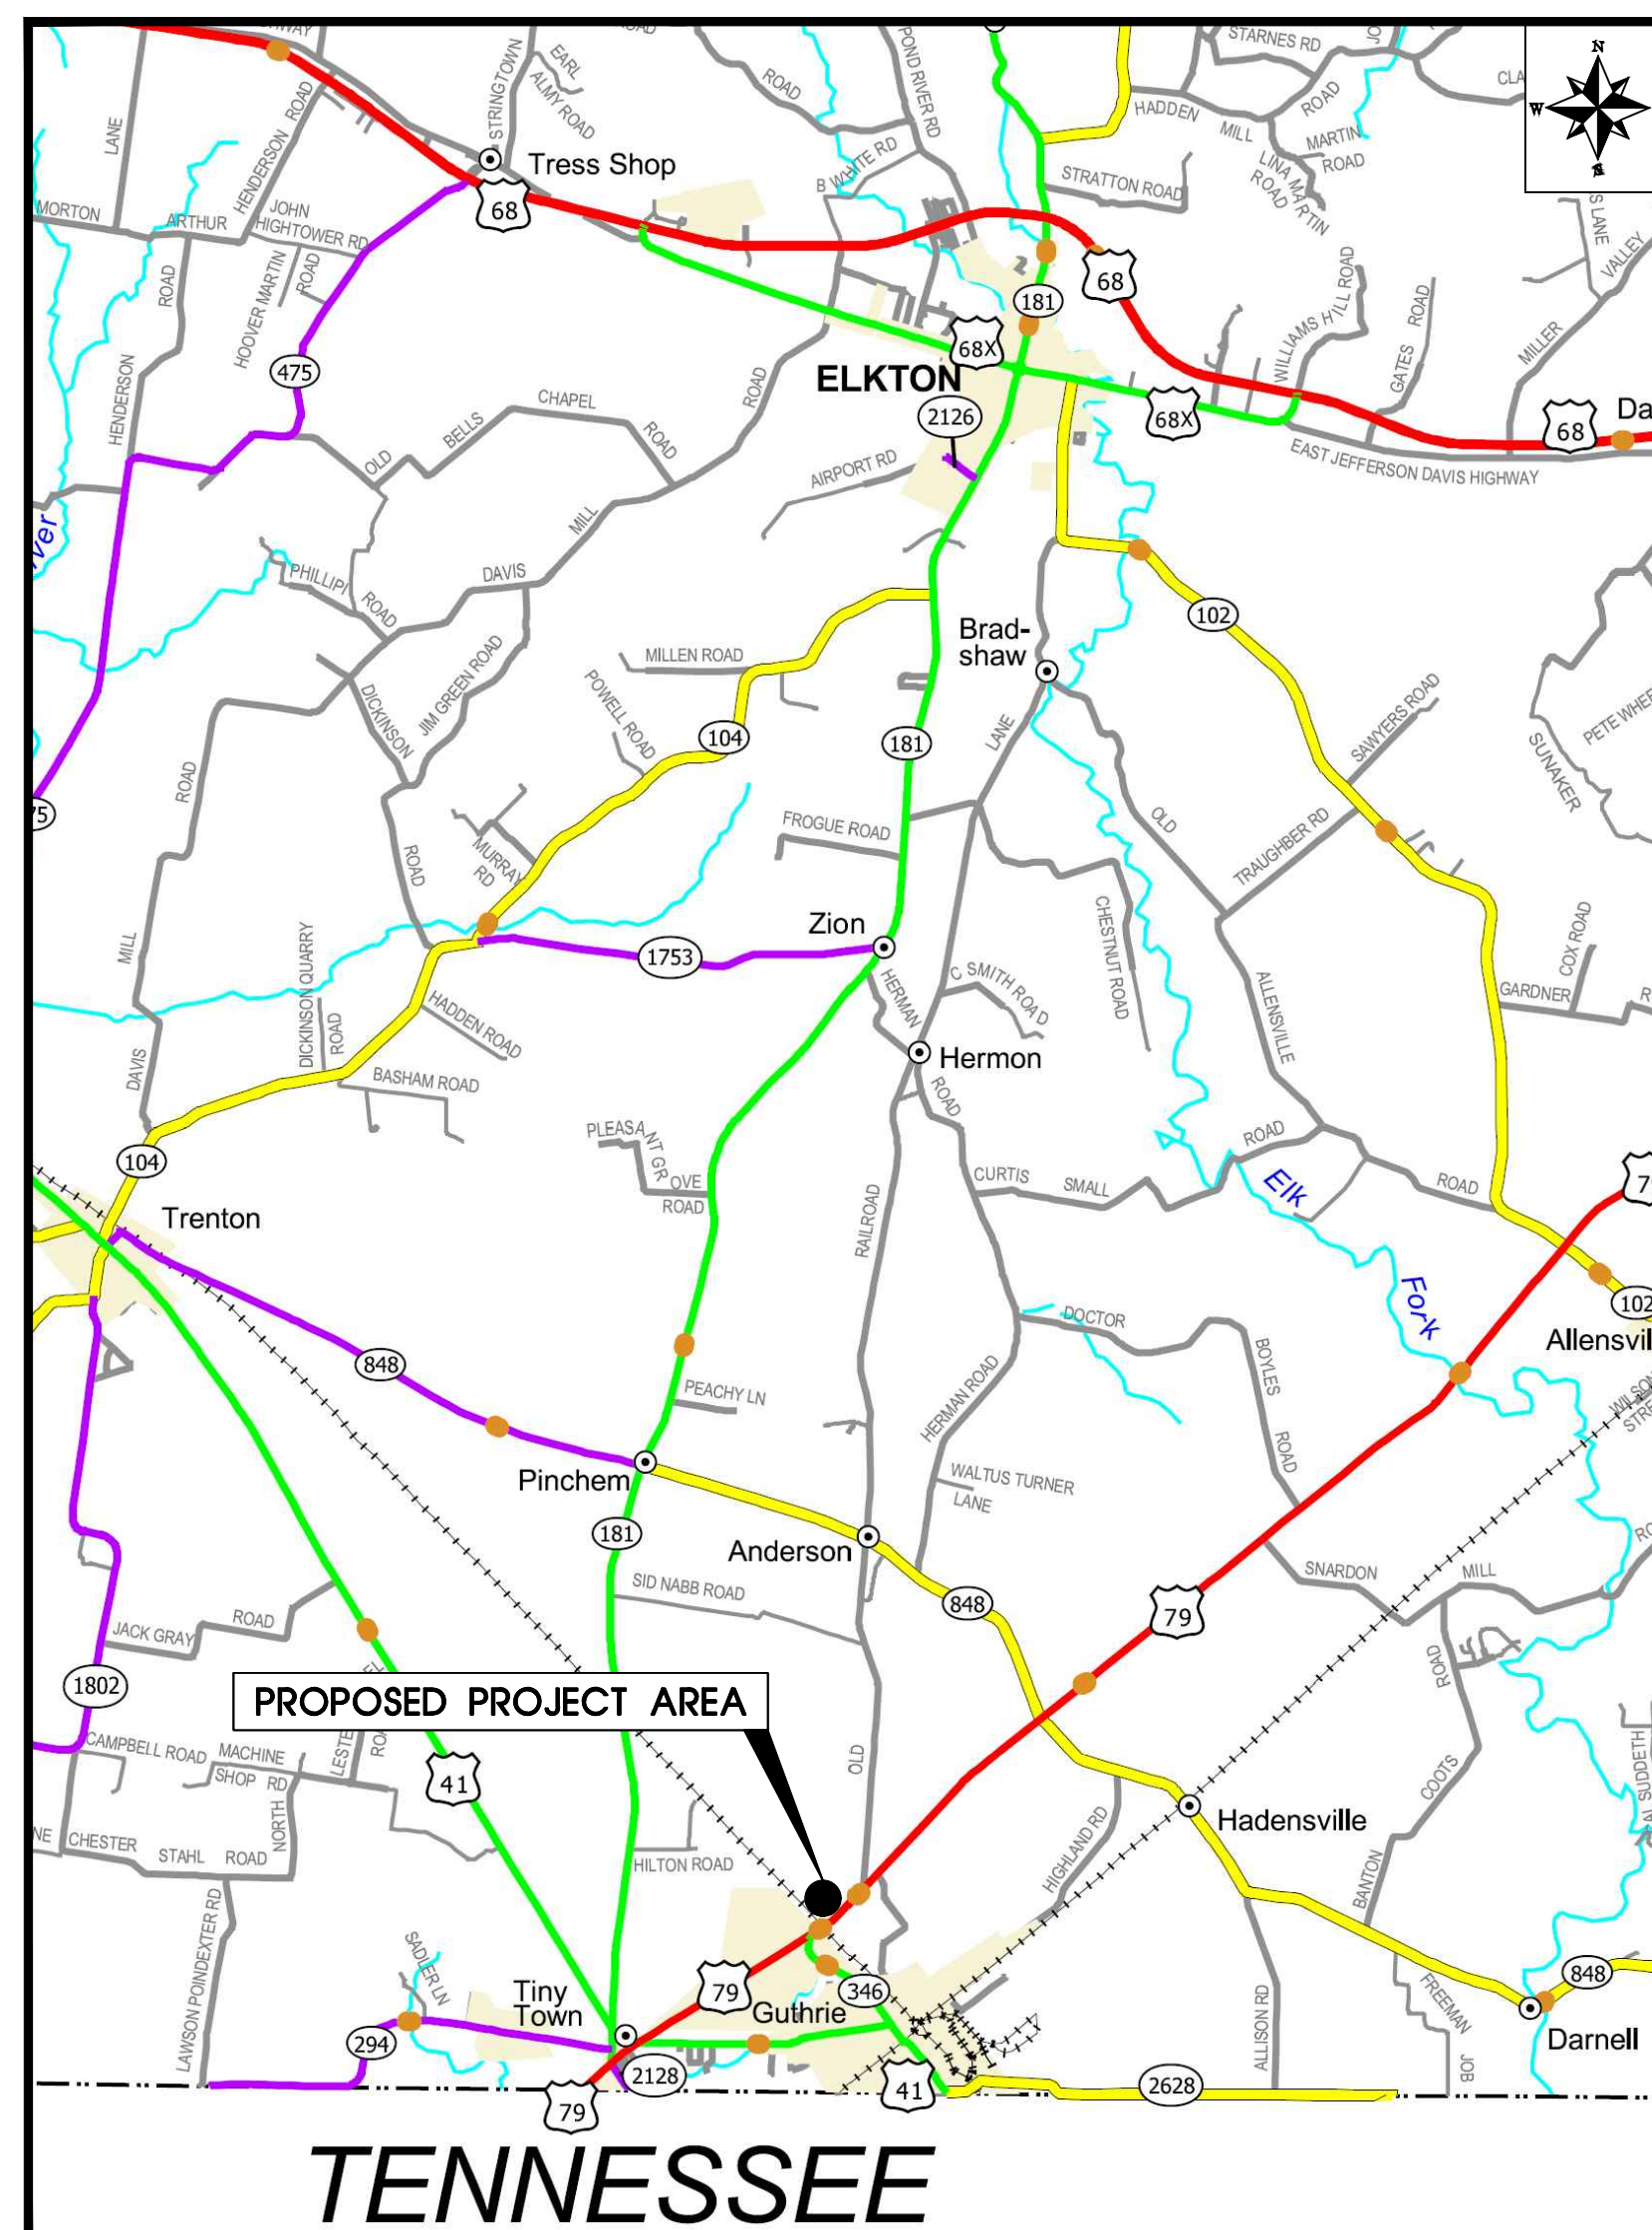 N
W
STRINGTOWN
EARL
ALMY ROAD
ROAD
POND RIVER RD
STARNES RD
HADDEN
MILL
ROAD
MARTIN
ROAD
LINA MARTIN
ROAD
LANE
HENDERSON ROAD
Tress Shop
68
B WHITE RD
STRATTON ROAD
MORTON
ARTHUR
JOHN
HIGHTOWER RD
HOOVER MARTIN
ROAD
ROAD
HENDERSON
475
S LANE
VALLEY
MILLER
68
181
68X
ELKTON
2126
68X
WILLIAMS HILL ROAD
GATES ROAD
68
Da
EAST JEFFERSON DAVIS HIGHWAY
OLD
BELLS
CHAPEL
ROAD
ROAD
AIRPORT RD
MILL
DAVIS
PHILLIPI
ROAD
DICKINSON
JIM GREEN ROAD
MILLEN ROAD
POWELL ROAD
104
Brad-
shaw
102
181
LANE
SAWYERS ROAD
TRAUGHBER RD
SUNAKER
PETE WHEE
ROAD
ROAD
MURRAY
RD
FROGUE ROAD
OLD
Zion
1753
MILL
DAVIS
DICKINSON QUARRY
ROAD
HADDEN ROAD
BASHAM ROAD
HERMAN
C SMITH ROAD
CHESTNUT ROAD
ALLENSVILLE
COX ROAD
GARDNER
Hermon
ROAD
PLEASANT GROVE
ROAD
104
Trenton
RAILROAD
CURTIS
SMALL
ROAD
ROAD
Elk
Fork
102
Allensvil
DOCTOR
BOYLES
ROAD
HERMAN ROAD
PEACHY LN
848
Pinchem
181
WALTUS TURNER
LANE
Anderson
848
79
SID NABB ROAD
SNARDON
MILL
ROAD
JACK GRAY
ROAD
1802
PROPOSED PROJECT AREA
CAMPBELL ROAD
MACHINE
SHOP RD
LESTE
NORTH
41
OLD
CHESTER
STAHL
ROAD
HILTON ROAD
HIGHLAND RD
Hadensville
COOTS
BANTON
SUDDETH
LAWSON POINDEXTER RD
SADLER LN
Tiny
Town
79
346
Guthrie
ALLISON RD
FREEMAN
JOB
848
Darnell
294
2128
79
41
2628
TENNESSEE